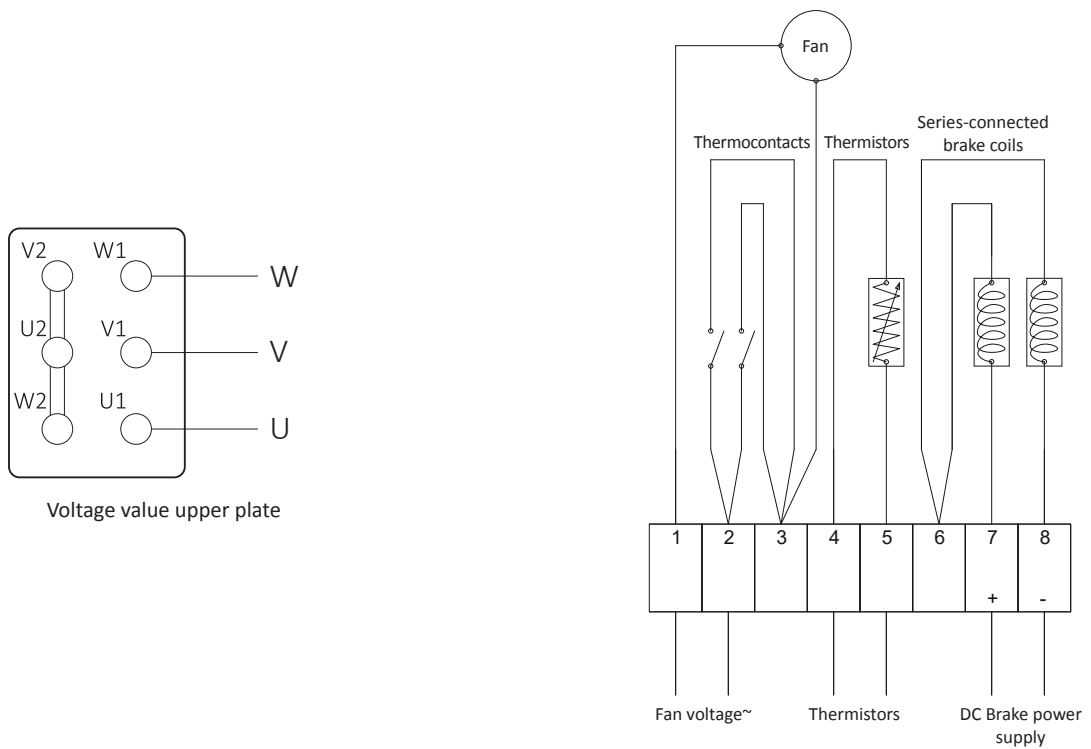 V2 W1
W
U2 V1
V
W2 U1
U
Voltage value upper plate
Fan
Series-connected
brake coils
Thermocontacts Thermistors
1 2 3 4 5 6 7 8
+ -
Fan voltage~ Thermistors DC Brake power
supply